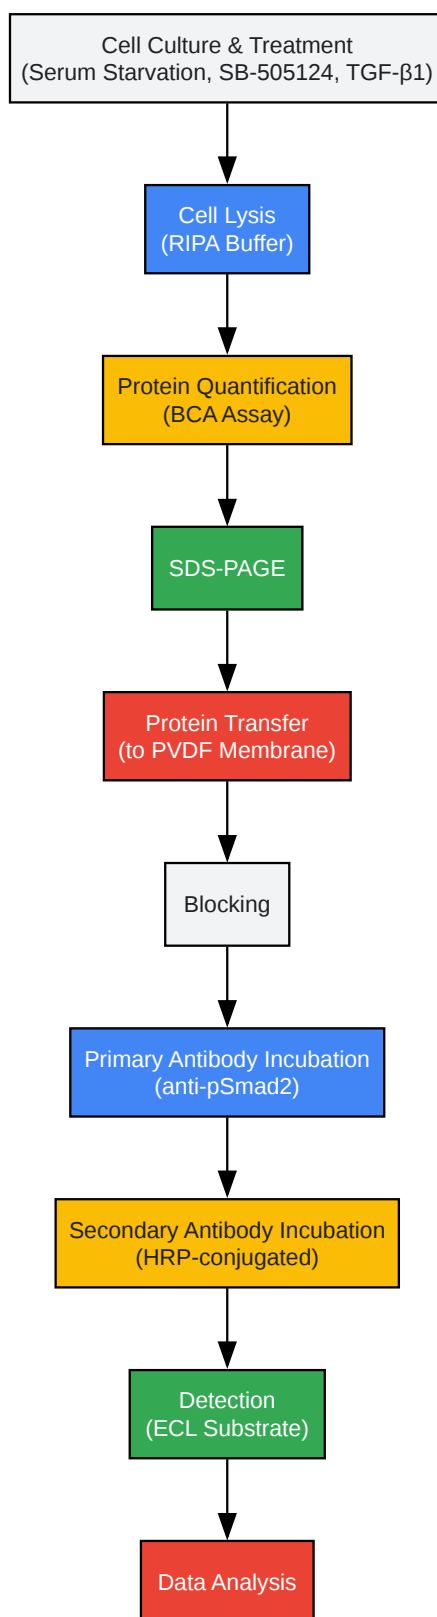 Cell Culture & Treatment
(Serum Starvation, SB-505124, TGF-β1)
Cell Lysis
(RIPA Buffer)
Protein Quantification
(BCA Assay)
SDS-PAGE
Protein Transfer
(to PVDF Membrane)
Blocking
Primary Antibody Incubation
(anti-pSmad2)
Secondary Antibody Incubation
(HRP-conjugated)
Detection
(ECL Substrate)
Data Analysis